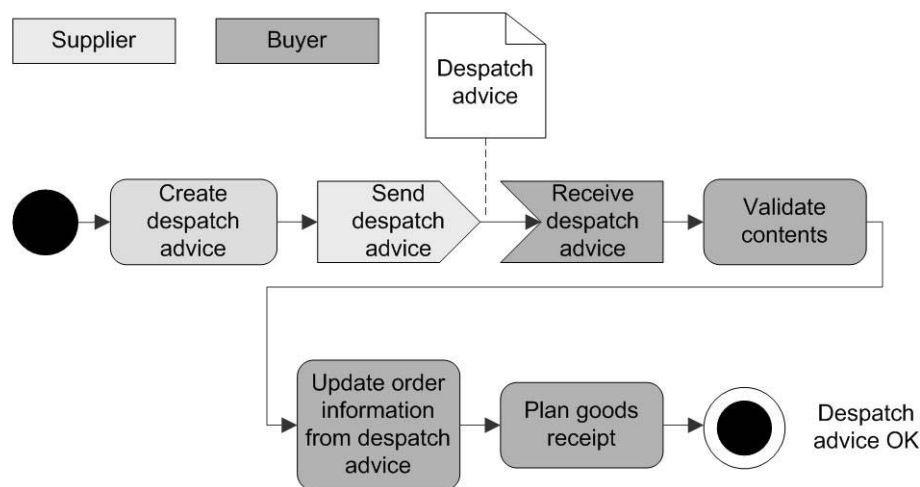 Supplier
Buyer
Despatch
advice
Create
despatch
advice
Send
despatch
advice
Receive
despatch
advice
Validate
contents
Update order
information
from despatch
advice
Plan goods
receipt
Despatch
advice OK